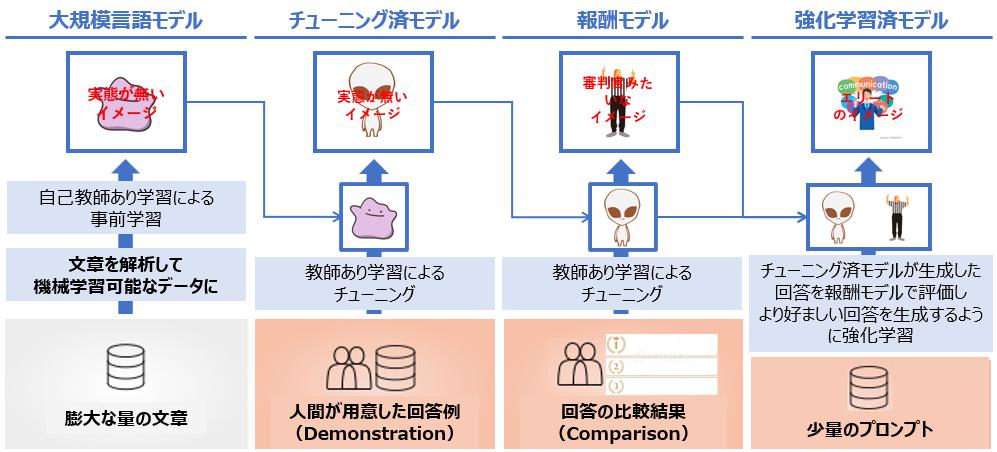 大規模言語モデル
チューニング済モデル
報酬モデル
強化学習済モデル
実態が無い
イメージ
実態が無い
イメージ
審判官みた
いな
イメージ
communication
エリート
のイメージ
自己教師あり学習による
事前学習
文章を解析して
機械学習可能なデータに
教師あり学習による
チューニング
教師あり学習による
チューニング
チューニング済モデルが生成した
回答を報酬モデルで評価し
より好ましい回答を生成するよう
に強化学習
膨大な量の文章
人間が用意した回答例
（Demonstration）
1
2
3
回答の比較結果
（Comparison）
少量のプロンプト